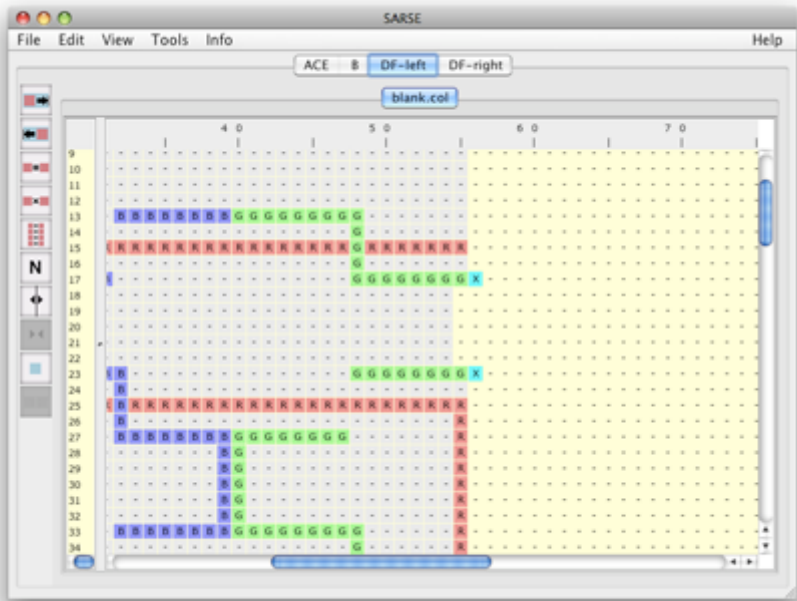 SARSE
File Edit View Tools Info Help
ACE B DF-left DF-right
blank.col
4 0 5 0 6 0 7 0
9
10
11
12
13 B B B B B B B B G G G G G G G G G
14 G
15 R R R R R R R R R R R R R R R R G R R R R R R R
16 G
17 G G G G G G G G X
18
19
20
21
22
23 B G G G G G G G G X
24 B
25 B R R R R R R R R R R R R R R R R R R R R R R R
26 B R
N
27 B B B B B B B B G G G G G G G G R
28 B G R
29 B G R
30 B G R
31 B G R
32 B G R
33 B B B B B B B B G G G G G G G G G R
34 G R